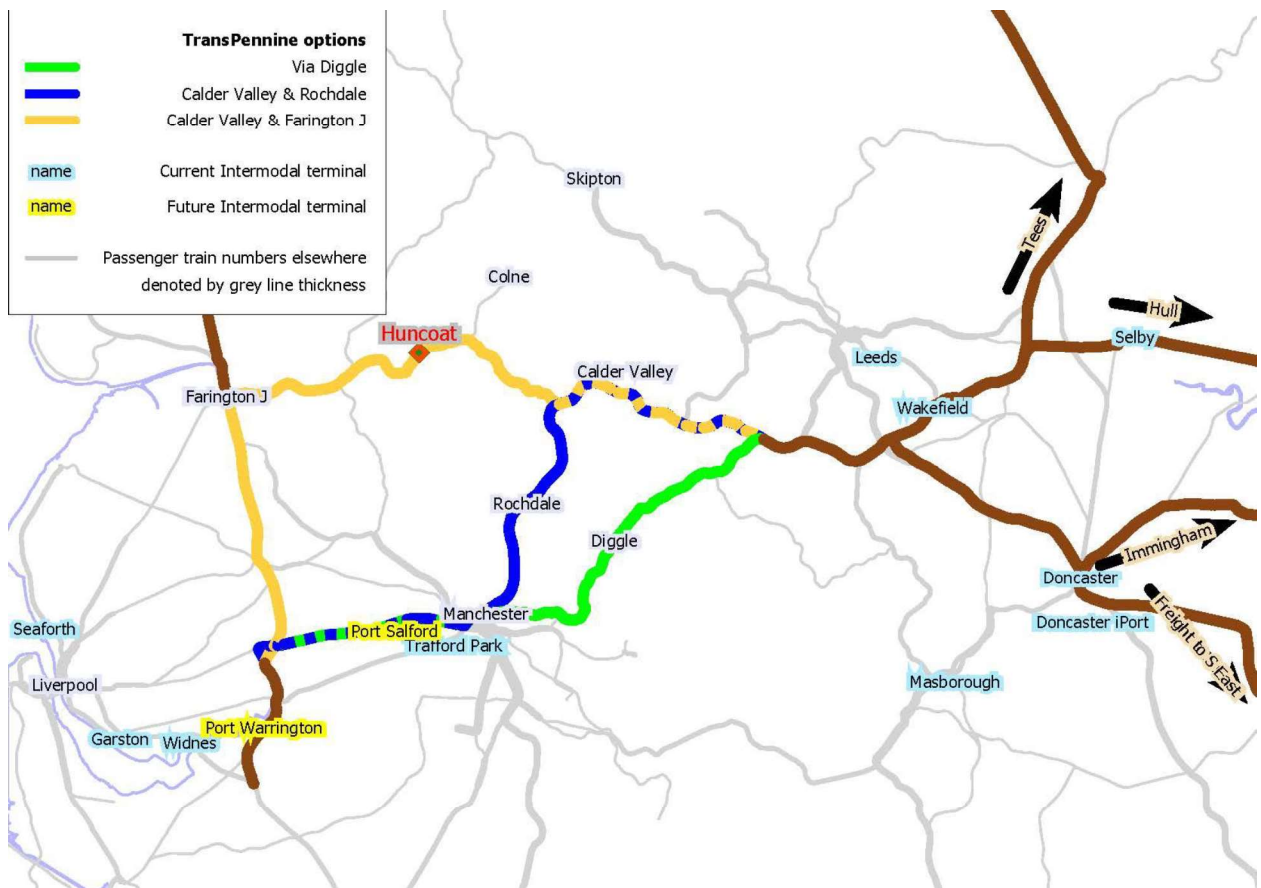 TransPennine options
Via Diggle
Calder Valley & Rochdale
Calder Valley & Farington J
name Current Intermodal terminal
name Future Intermodal terminal
Passenger train numbers elsewhere
denoted by grey line thickness
Skipton
Tees
Colne
Hull
Huncoat
Selby
Leeds
Calder Valley
Farington J
Wakefield
Rochdale
Diggle
Immingham
Doncaster
Manchester
Freight to S East
Doncaster iPort
Seaforth
Port Salford
Trafford Park
Liverpool
Masborough
Port Warrington
Garston
Widnes